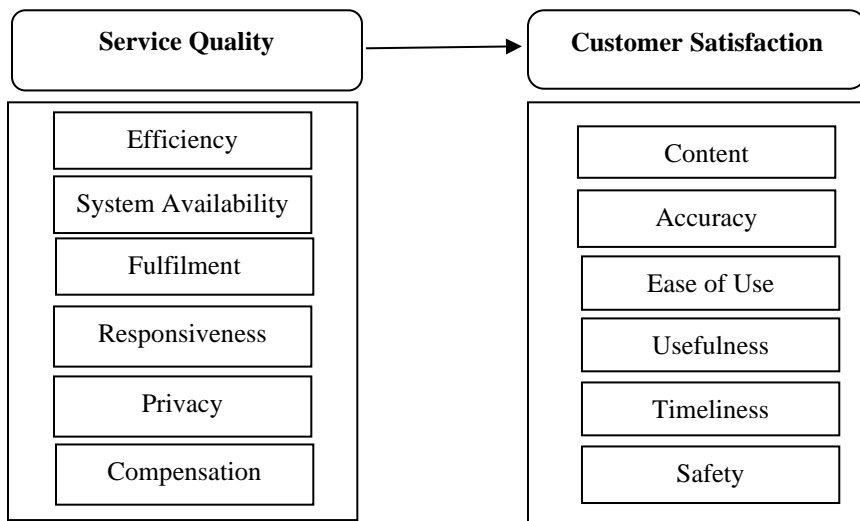 Service Quality
Customer Satisfaction
Efficiency
System Availability
Fulfilment
Responsiveness
Privacy
Compensation
Content
Accuracy
Ease of Use
Usefulness
Timeliness
Safety